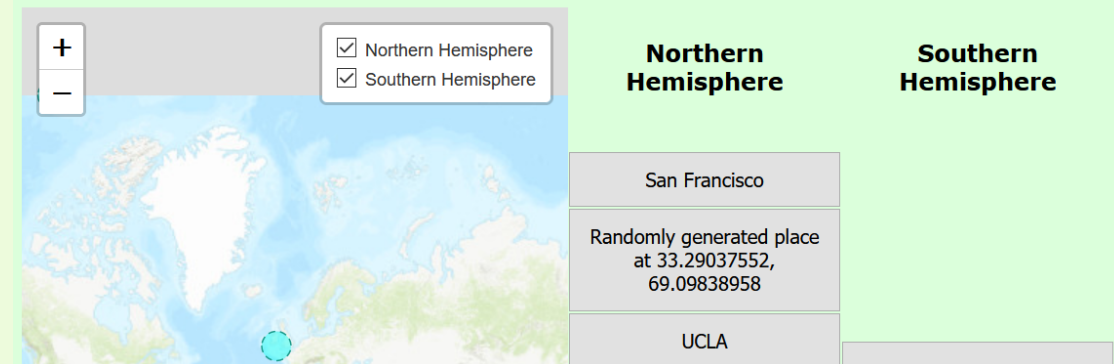 +
−
Northern Hemisphere
Southern Hemisphere
Northern
Hemisphere
Southern
Hemisphere
San Francisco
Randomly generated place
at 33.29037552,
69.09838958
UCLA